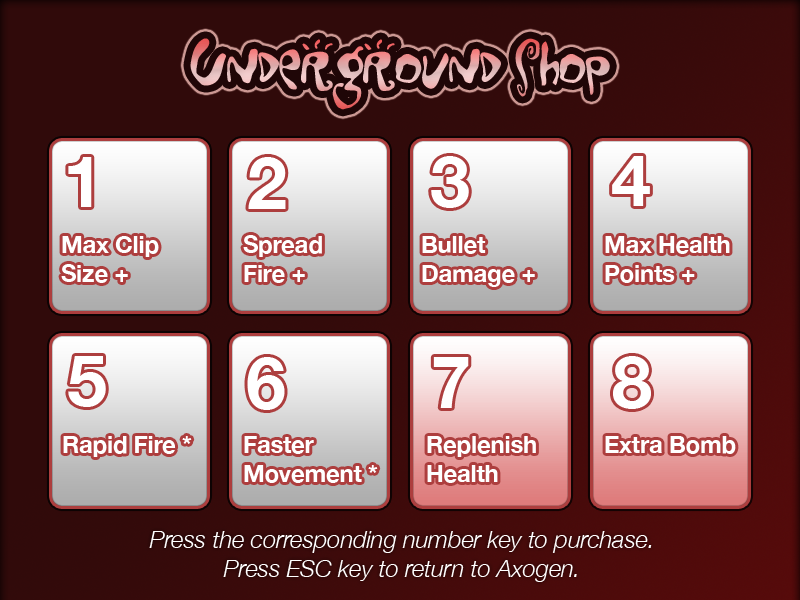 Underground Shop
1
Max Clip
Size +
2
Spread
Fire +
3
Bullet
Damage +
4
Max Health
Points +
5
Rapid Fire *
6
Faster
Movement *
7
Replenish
Health
8
Extra Bomb
Press the corresponding number key to purchase.
Press ESC key to return to Axogen.